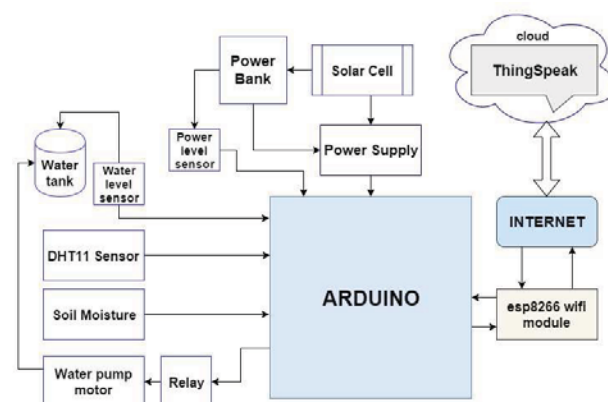 cloud
ThingSpeak
Power
Bank
Solar Cell
Power
level
sensor
Power Supply
Water
tank
Water
level
sensor
INTERNET
DHT11 Sensor
ARDUINO
Soil Moisture
esp8266 wifi
module
Water pump
motor
Relay